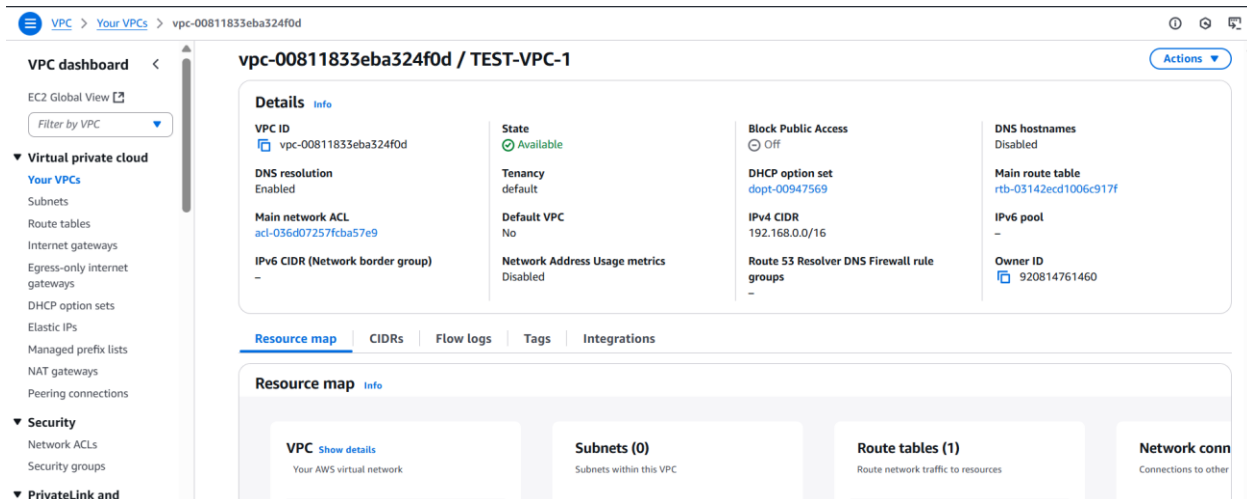 VPC > Your VPCs > vpc-00811833eba324f0d
VPC dashboard
EC2 Global View
Filter by VPC
Virtual private cloud
Your VPCs
Subnets
Route tables
Internet gateways
Egress-only internet
gateways
DHCP option sets
Elastic IPs
Managed prefix lists
NAT gateways
Peering connections
Security
Network ACLs
Security groups
PrivateLink and
vpc-00811833eba324f0d / TEST-VPC-1
Actions
Details Info
VPC ID
vpc-00811833eba324f0d
State
Available
Block Public Access
Off
DNS hostnames
Disabled
DNS resolution
Enabled
Tenancy
default
DHCP option set
dopt-00947569
Main route table
rtb-03142ecd1006c917f
Main network ACL
acl-036d07257fcba57e9
Default VPC
No
IPv4 CIDR
192.168.0.0/16
IPv6 pool
–
IPv6 CIDR (Network border group)
–
Network Address Usage metrics
Disabled
Route 53 Resolver DNS Firewall rule
groups
–
Owner ID
920814761460
Resource map
CIDRs
Flow logs
Tags
Integrations
Resource map Info
VPC Show details
Your AWS virtual network
Subnets (0)
Subnets within this VPC
Route tables (1)
Route network traffic to resources
Network conn
Connections to other